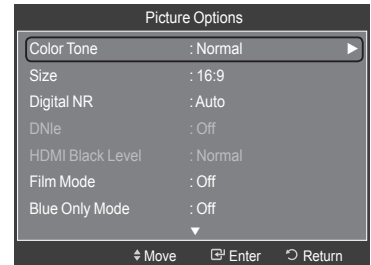 Picture Options
Color Tone : Normal ►
Size : 16:9
Digital NR : Auto
DNIe : Off
HDMI Black Level : Normal
Film Mode : Off
Blue Only Mode : Off
▼
Move Enter Return